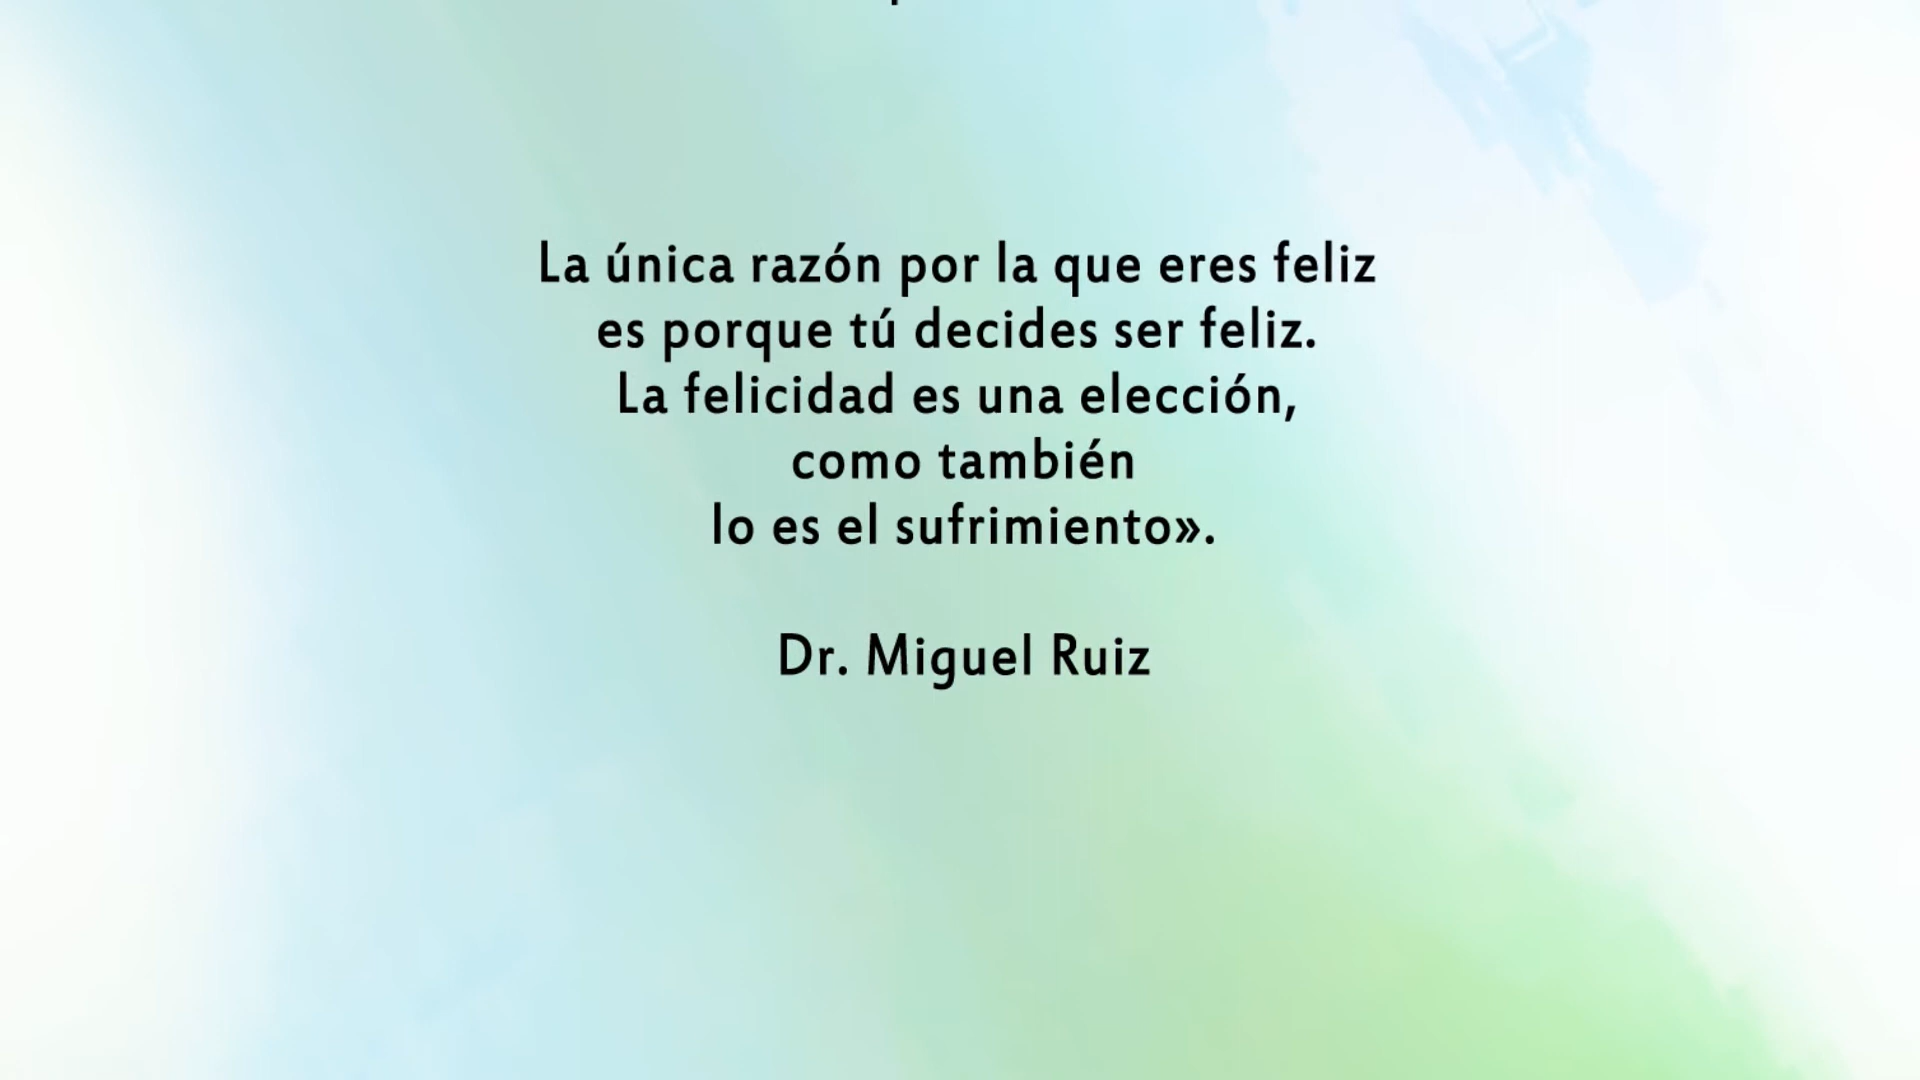 La única razón por la que eres feliz
es porque tú decides ser feliz.
La felicidad es una elección,
como también
lo es el sufrimiento».
Dr. Miguel Ruiz